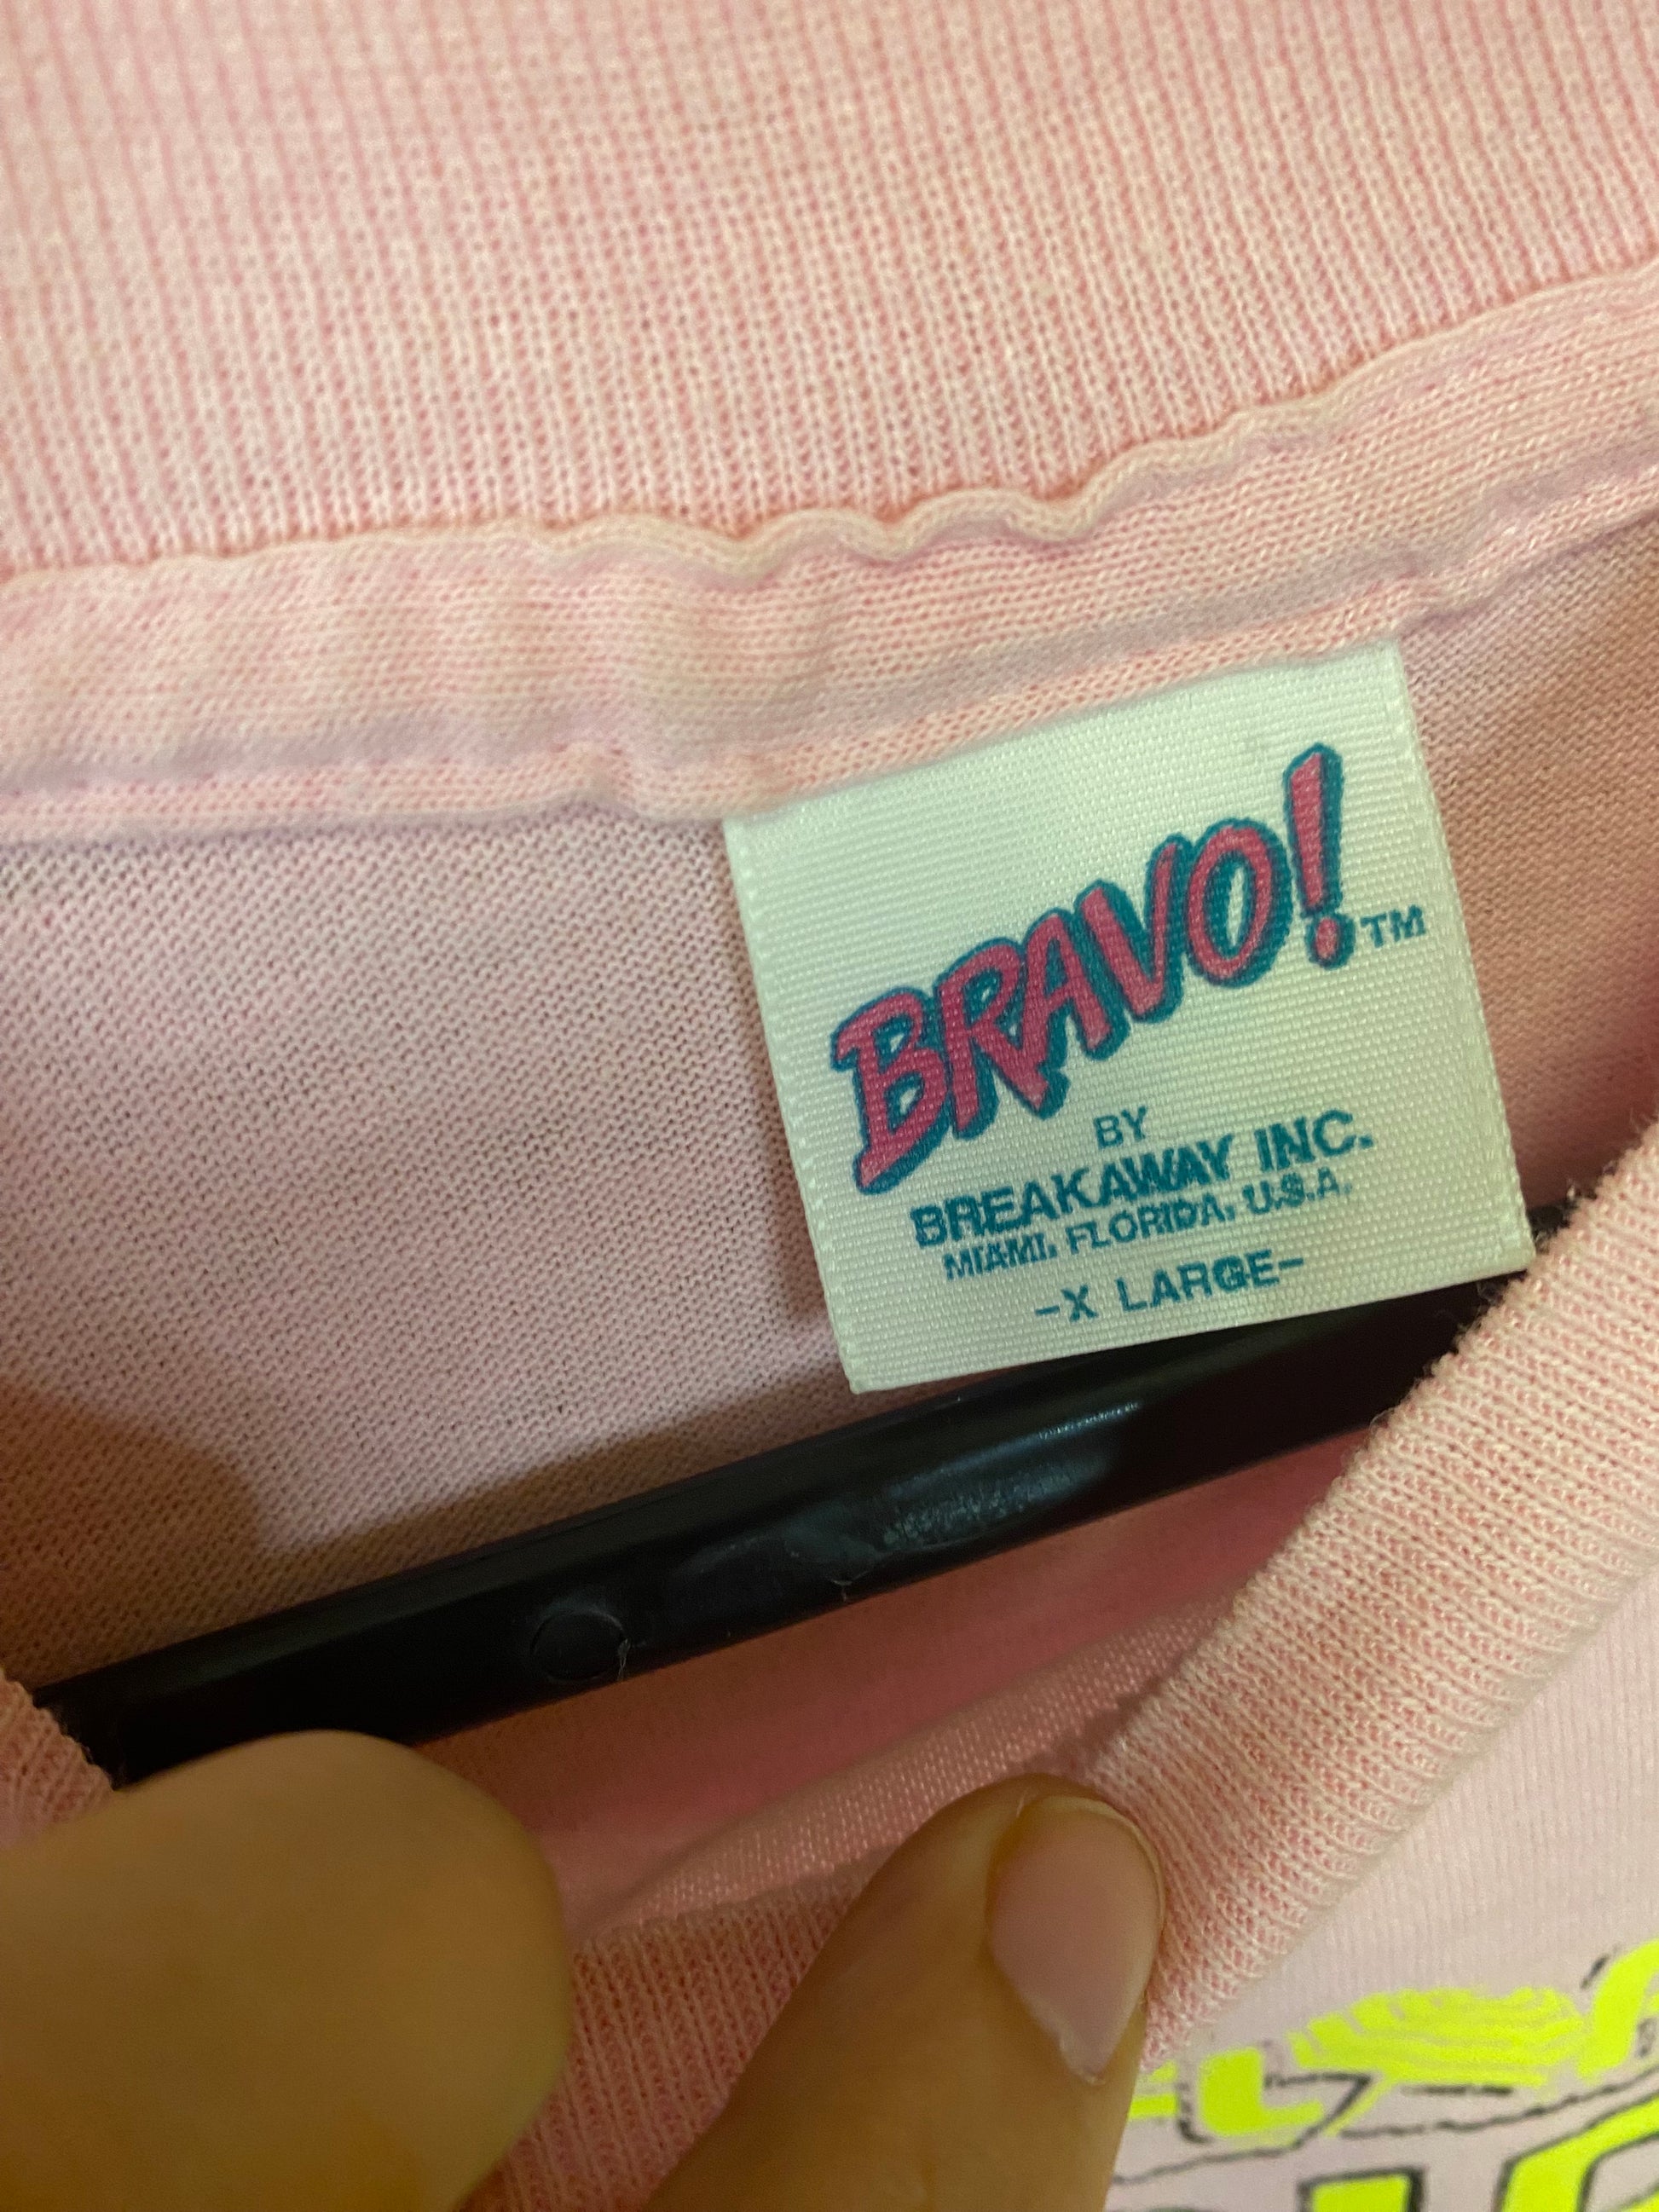 BRAVO!™
BY
BREAKAWAY INC.
MIAMI, FLORIDA, U.S.A.
-X LARGE-